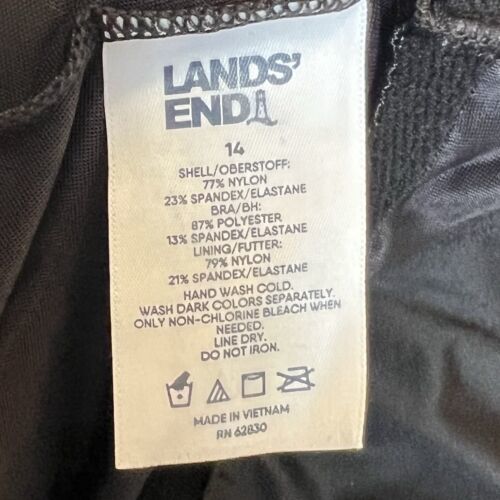 LANDS'
END
14
SHELL/OBERSTOFF:
77% NYLON
23% SPANDEX/ELASTANE
BRA/BH:
87% POLYESTER
13% SPANDEX/ELASTANE
LINING/FUTTER:
79% NYLON
21% SPANDEX/ELASTANE
HAND WASH COLD.
WASH DARK COLORS SEPARATELY.
ONLY NON-CHLORINE BLEACH WHEN
NEEDED.
LINE DRY.
DO NOT IRON.
MADE IN VIETNAM
RN 62830